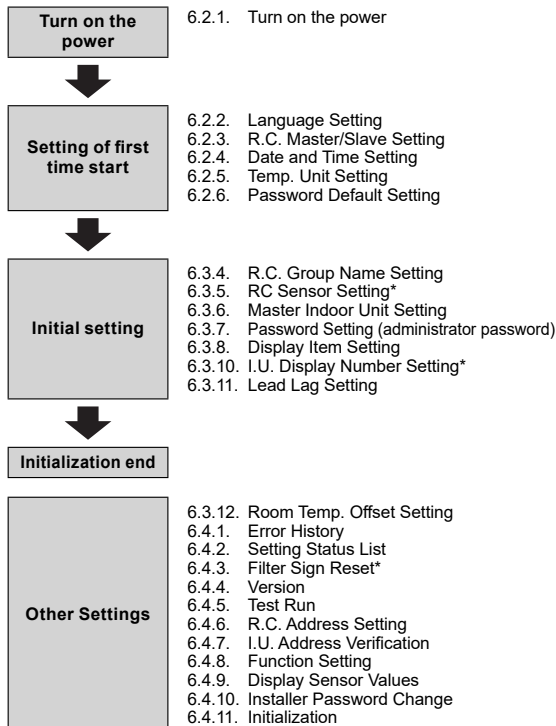 Turn on the
power
6.2.1. Turn on the power
Setting of first
time start
6.2.2. Language Setting
6.2.3. R.C. Master/Slave Setting
6.2.4. Date and Time Setting
6.2.5. Temp. Unit Setting
6.2.6. Password Default Setting
Initial setting
6.3.4. R.C. Group Name Setting
6.3.5. RC Sensor Setting*
6.3.6. Master Indoor Unit Setting
6.3.7. Password Setting (administrator password)
6.3.8. Display Item Setting
6.3.10. I.U. Display Number Setting*
6.3.11. Lead Lag Setting
Initialization end
Other Settings
6.3.12. Room Temp. Offset Setting
6.4.1. Error History
6.4.2. Setting Status List
6.4.3. Filter Sign Reset*
6.4.4. Version
6.4.5. Test Run
6.4.6. R.C. Address Setting
6.4.7. I.U. Address Verification
6.4.8. Function Setting
6.4.9. Display Sensor Values
6.4.10. Installer Password Change
6.4.11. Initialization